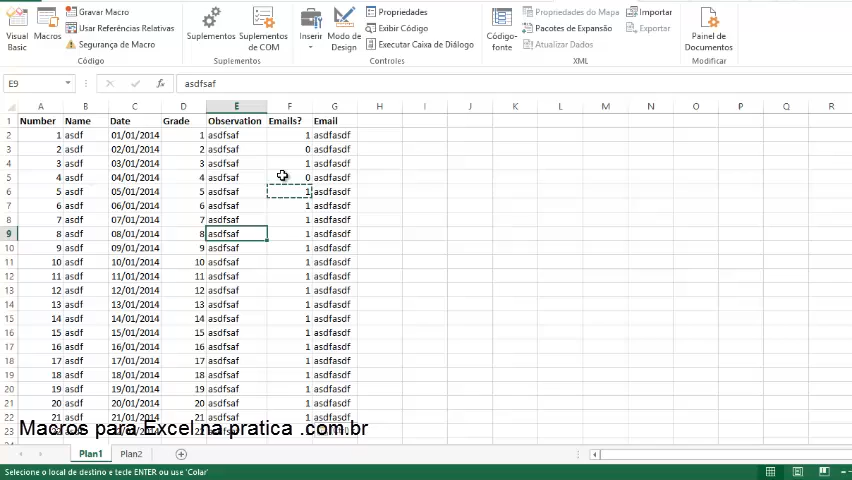 Gravar Macro
Usar Referências Relativas
Segurança de Macro
Visual Basic
Macros
Código
Suplementos
Suplementos de COM
Suplementos
Inserir
Modo de Design
Propriedades
Exibir Código
Executar Caixa de Diálogo
Controles
Código-fonte
Propriedades do Mapa
Pacotes de Expansão
Atualizar Dados
Importar
Exportar
XML
Painel de Documentos
Modificar
E9
fx
asdfsaf
A B C D E F G H I J K L M N O P Q R
1 Number Name Date Grade Observation Emails? Email
2 1 asdf 01/01/2014 1 asdfsaf 1 asdfasdf
3 2 asdf 02/01/2014 2 asdfsaf 0 asdfasdf
4 3 asdf 03/01/2014 3 asdfsaf 1 asdfasdf
5 4 asdf 04/01/2014 4 asdfsaf 0 asdfasdf
6 5 asdf 05/01/2014 5 asdfsaf 1 asdfasdf
7 6 asdf 06/01/2014 6 asdfsaf 1 asdfasdf
8 7 asdf 07/01/2014 7 asdfsaf 1 asdfasdf
9 8 asdf 08/01/2014 8 asdfsaf 1 asdfasdf
10 9 asdf 09/01/2014 9 asdfsaf 1 asdfasdf
11 10 asdf 10/01/2014 10 asdfsaf 1 asdfasdf
12 11 asdf 11/01/2014 11 asdfsaf 1 asdfasdf
13 12 asdf 12/01/2014 12 asdfsaf 1 asdfasdf
14 13 asdf 13/01/2014 13 asdfsaf 1 asdfasdf
15 14 asdf 14/01/2014 14 asdfsaf 1 asdfasdf
16 15 asdf 15/01/2014 15 asdfsaf 1 asdfasdf
17 16 asdf 16/01/2014 16 asdfsaf 1 asdfasdf
18 17 asdf 17/01/2014 17 asdfsaf 1 asdfasdf
19 18 asdf 18/01/2014 18 asdfsaf 1 asdfasdf
20 19 asdf 19/01/2014 19 asdfsaf 1 asdfasdf
21 20 asdf 20/01/2014 20 asdfsaf 1 asdfasdf
22 21 asdf 21/01/2014 21 asdfsaf 1 asdfasdf
23
Macros para Excel na pratica .com br
Plan1 Plan2
Selecione o local de destino e tecle ENTER ou use 'Colar'